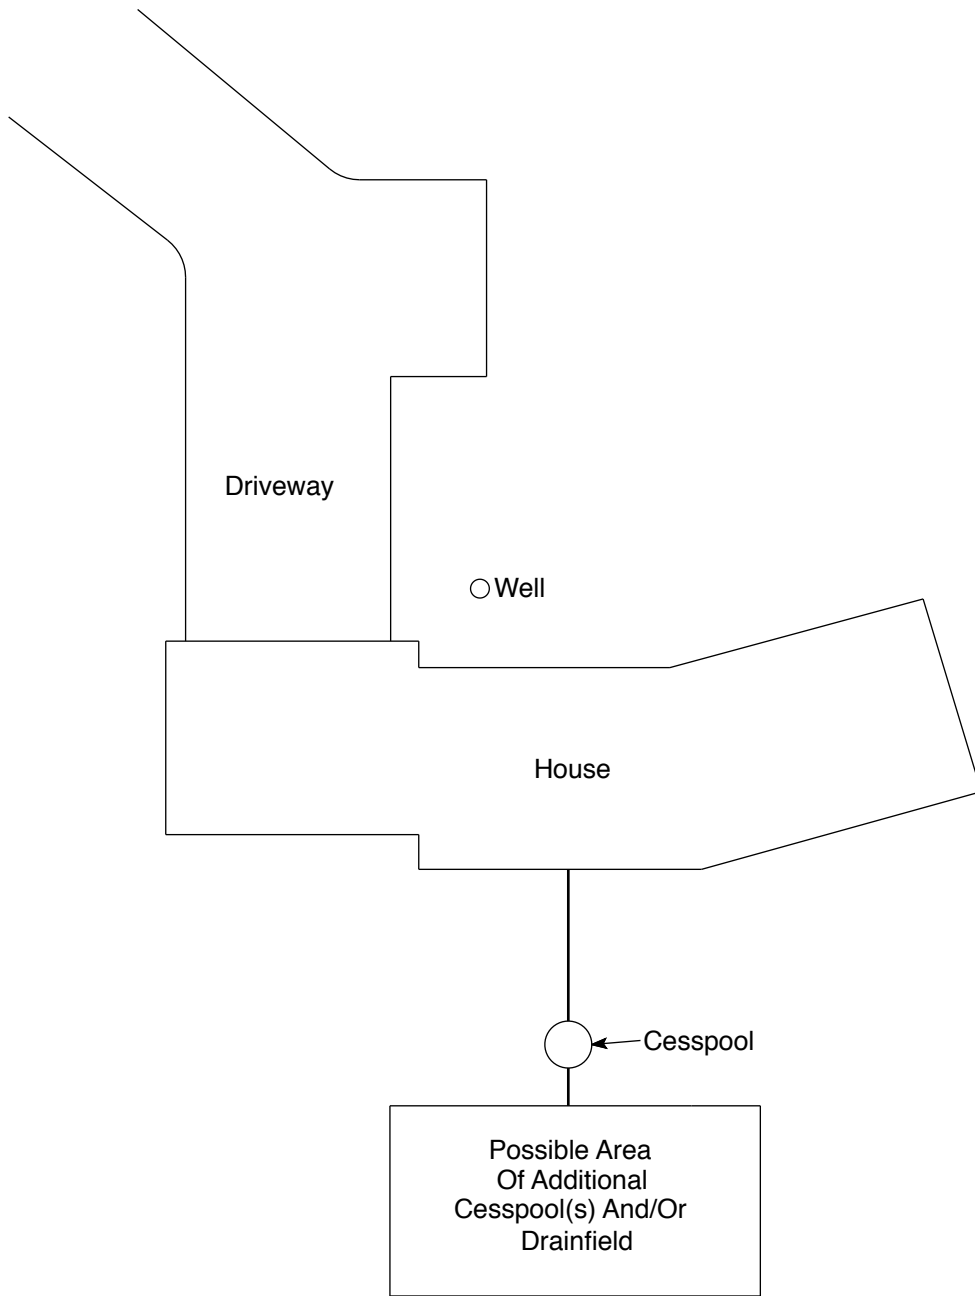 Driveway
Well
House
Cesspool
Possible Area
Of Additional
Cesspool(s) And/Or
Drainfield